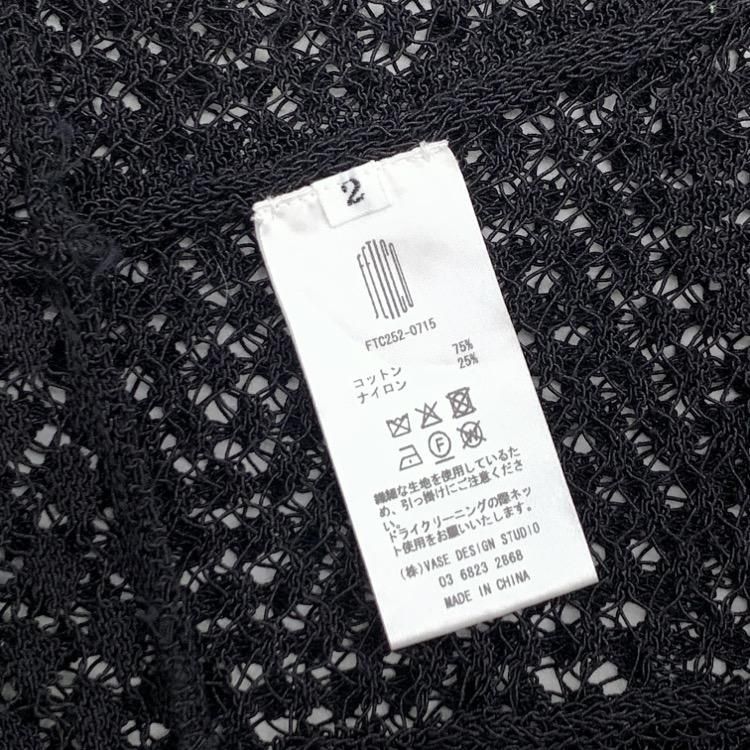 2
FETICO
FTC252-0715
コットン 75%
ナイロン 25%
F
W
繊細な生地を使用しているた
め、引っ掛けにご注意くださ
い。
ドライクリーニングの際ネッ
ト使用をお願いいたします。
(株)VASE DESIGN STUDIO
03 6823 2868
MADE IN CHINA